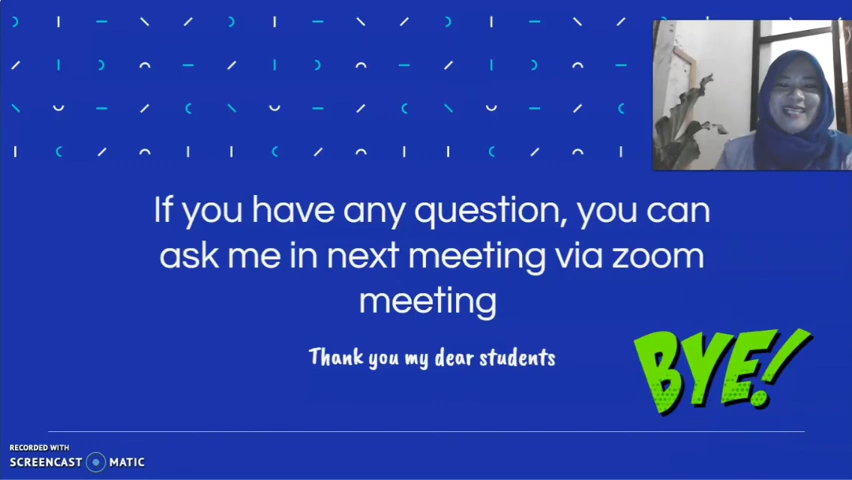 If you have any question, you can
ask me in next meeting via zoom
meeting
Thank you my dear students
BYE!
RECORDED WITH
SCREENCAST MATIC